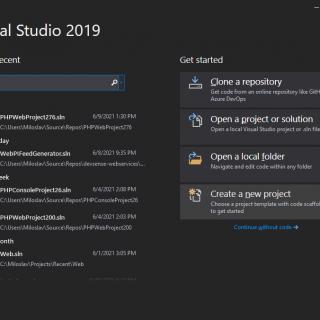 al Studio 2019
ecent
Get started
PHPWebProject276.sln 6/9/2021 1:30 PM
C:\Users\Miloslav\Source\Repos\PHPWebProject276
day
WebPIFeedGenerator.sln 6/8/2021 9:35 PM
C:\Users\Miloslav\Source\Repos\devsense-webservices\...
eek
PHPConsoleProject26.sln 6/4/2021 2:08 PM
C:\Users\Miloslav\Source\Repos\PHPConsoleProject26
PHPWebProject200.sln 6/4/2021 2:03 PM
C:\Users\Miloslav\Source\Repos\PHPWebProject200
onth
Web.sln 6/1/2021 3:05 PM
C:\Users\Miloslav\Projects\Recent\Web
Clone a repository
Get code from an online repository like GitH
Azure DevOps
Open a project or solution
Open a local Visual Studio project or .sln file
Open a local folder
Navigate and edit code within any folder
Create a new project
Choose a project template with code scaffold
to get started
Continue without code →